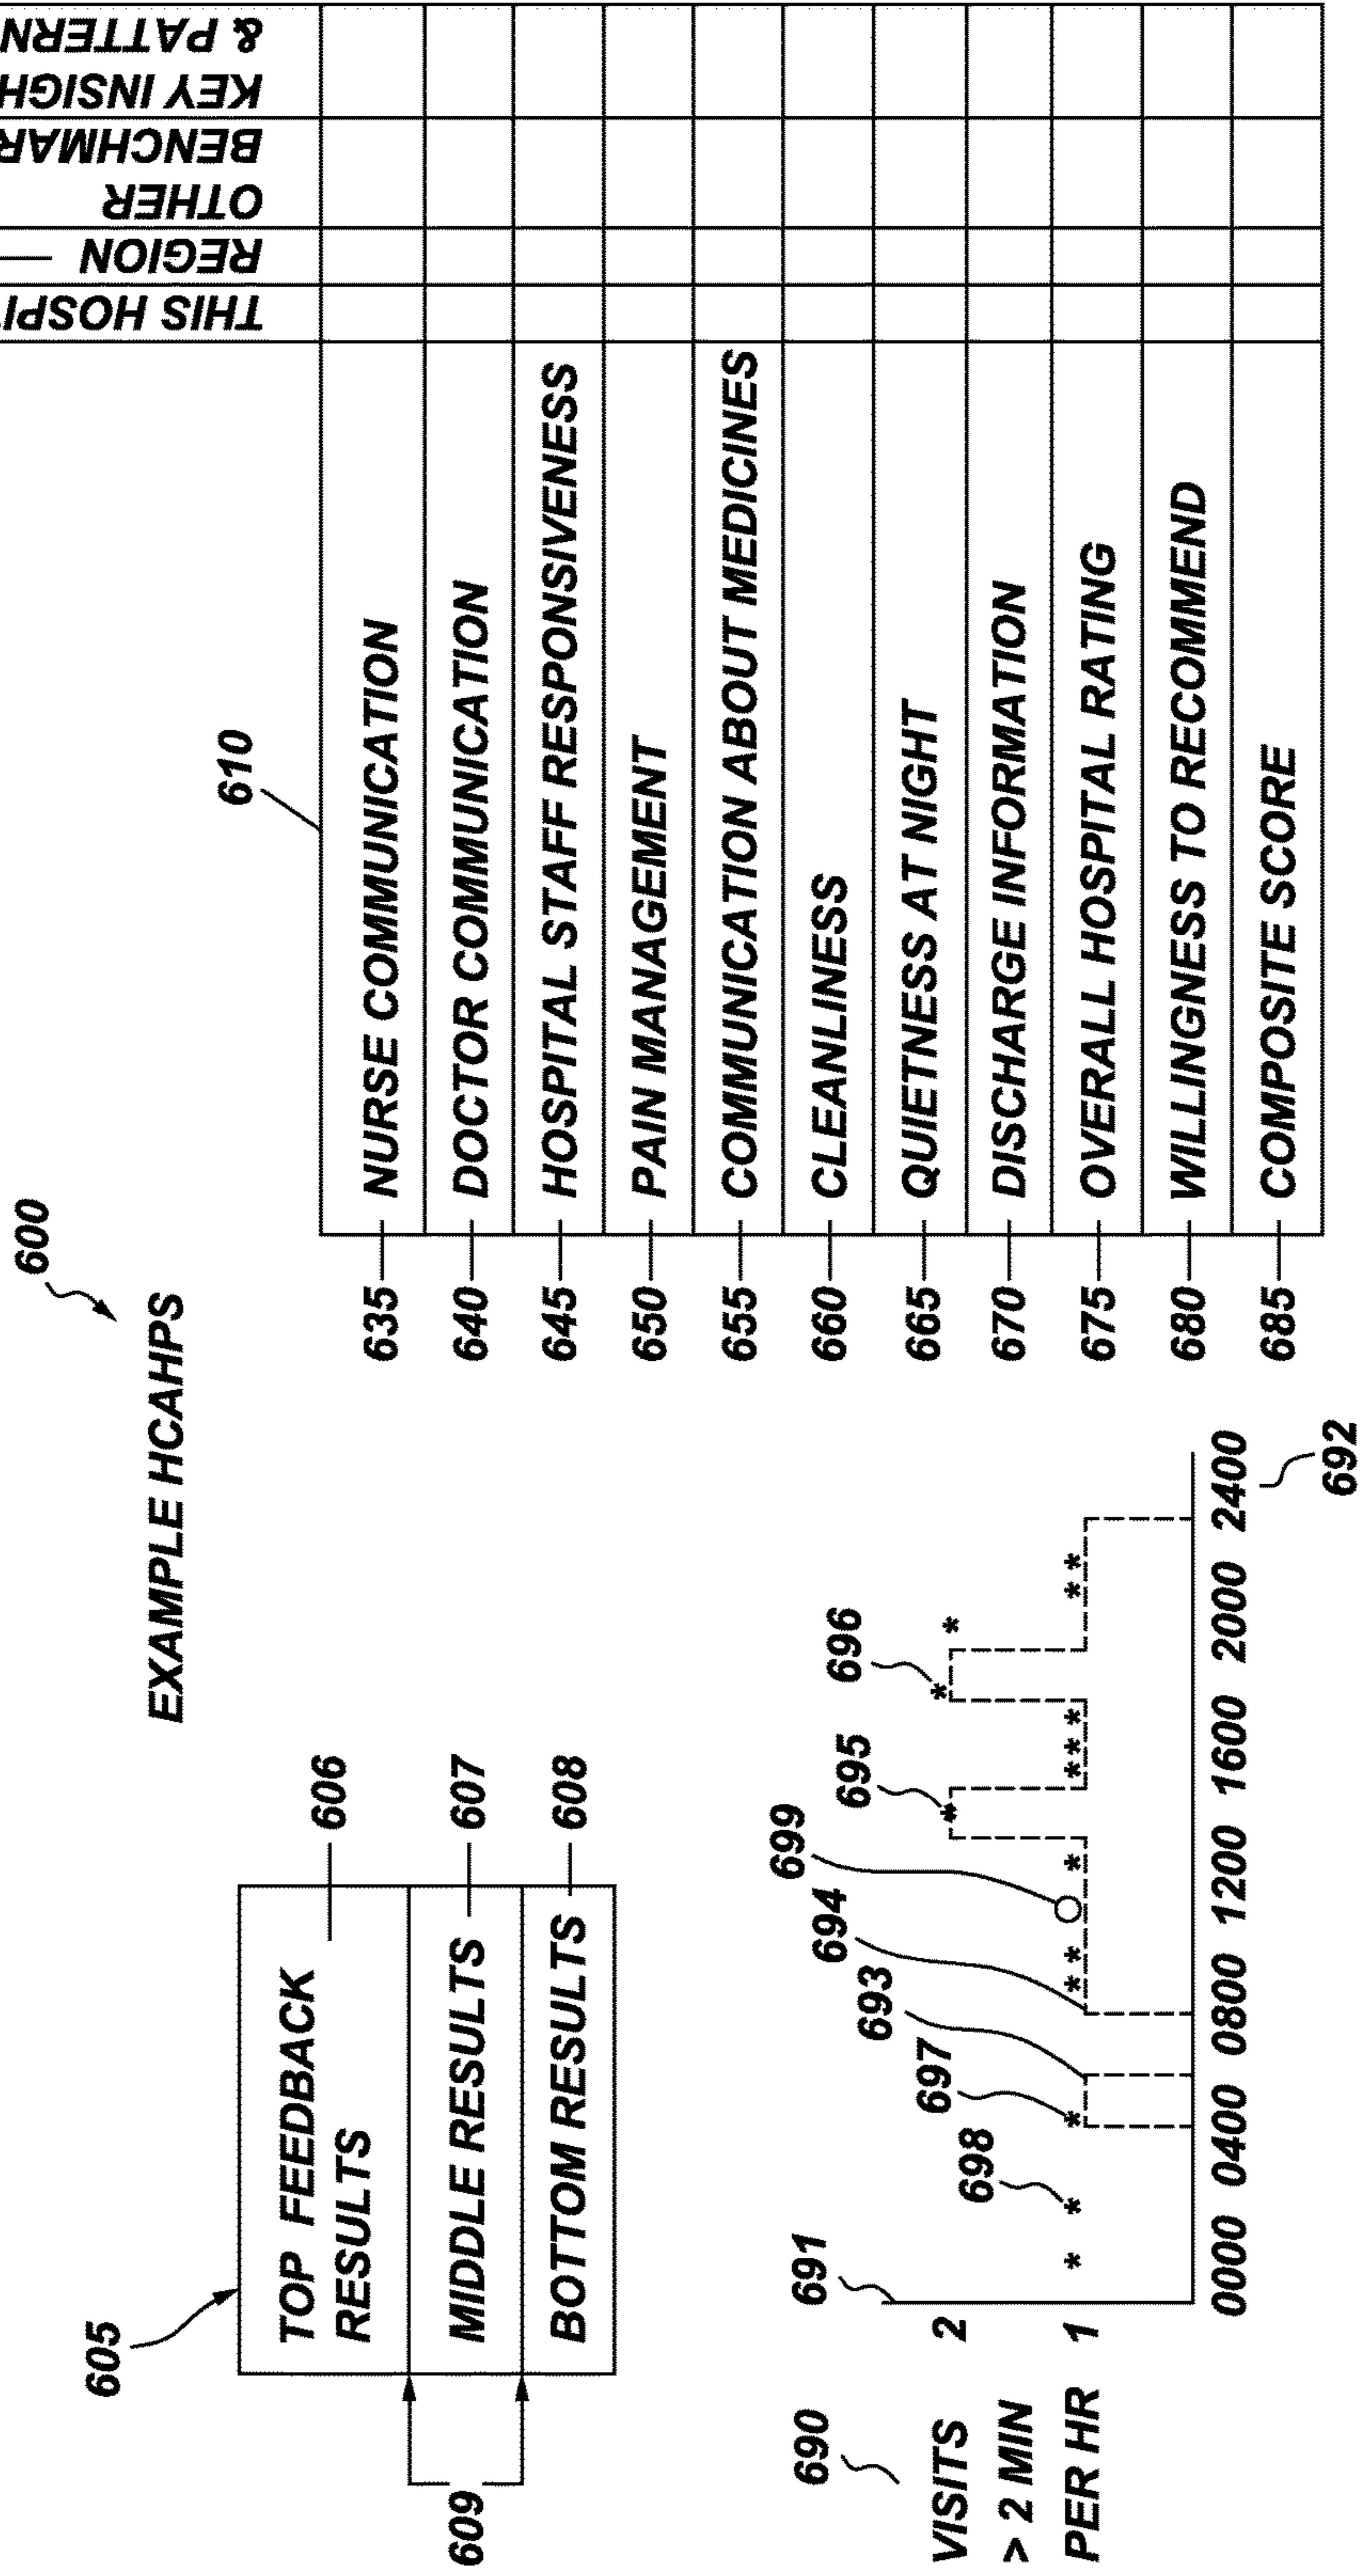 600
EXAMPLE HCAHPS
605
TOP FEEDBACK
RESULTS
606
MIDDLE RESULTS
607
BOTTOM RESULTS
608
609
610
THIS HOSPI
REGION
OTHER
BENCHMAR
KEY INSIGH
& PATTERN
635 NURSE COMMUNICATION
640 DOCTOR COMMUNICATION
645 HOSPITAL STAFF RESPONSIVENESS
650 PAIN MANAGEMENT
655 COMMUNICATION ABOUT MEDICINES
660 CLEANLINESS
665 QUIETNESS AT NIGHT
670 DISCHARGE INFORMATION
675 OVERALL HOSPITAL RATING
680 WILLINGNESS TO RECOMMEND
685 COMPOSITE SCORE
690
691
699
695
696
694
693
697
698
VISITS 2
> 2 MIN
PER HR 1
0000 0400 0800 1200 1600 2000 2400
692